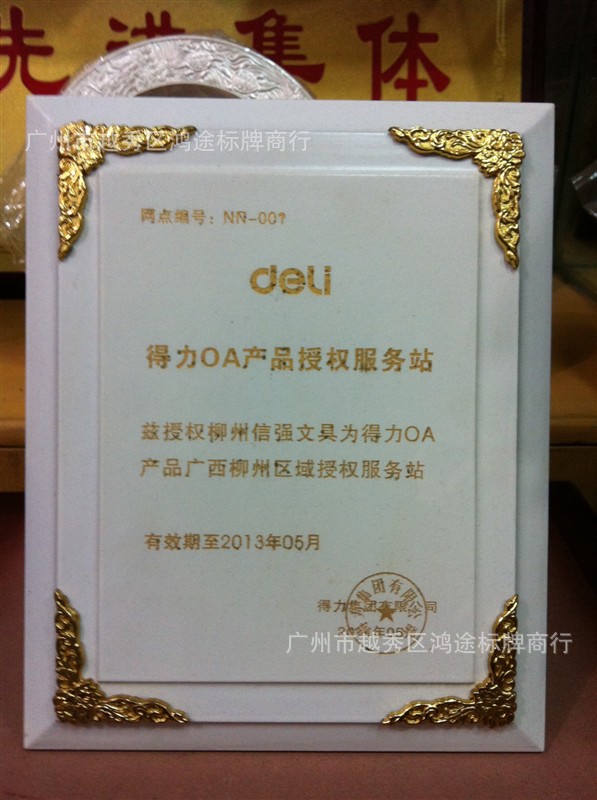 先进集体
广州市越秀区鸿途标牌商行
网点编号：NN-001
deli
得力OA产品授权服务站
兹授权柳州信强文具为得力OA
产品广西柳州区域授权服务站
有效期至2013年05月
得力集团有限公司
广州市越秀区鸿途标牌商行